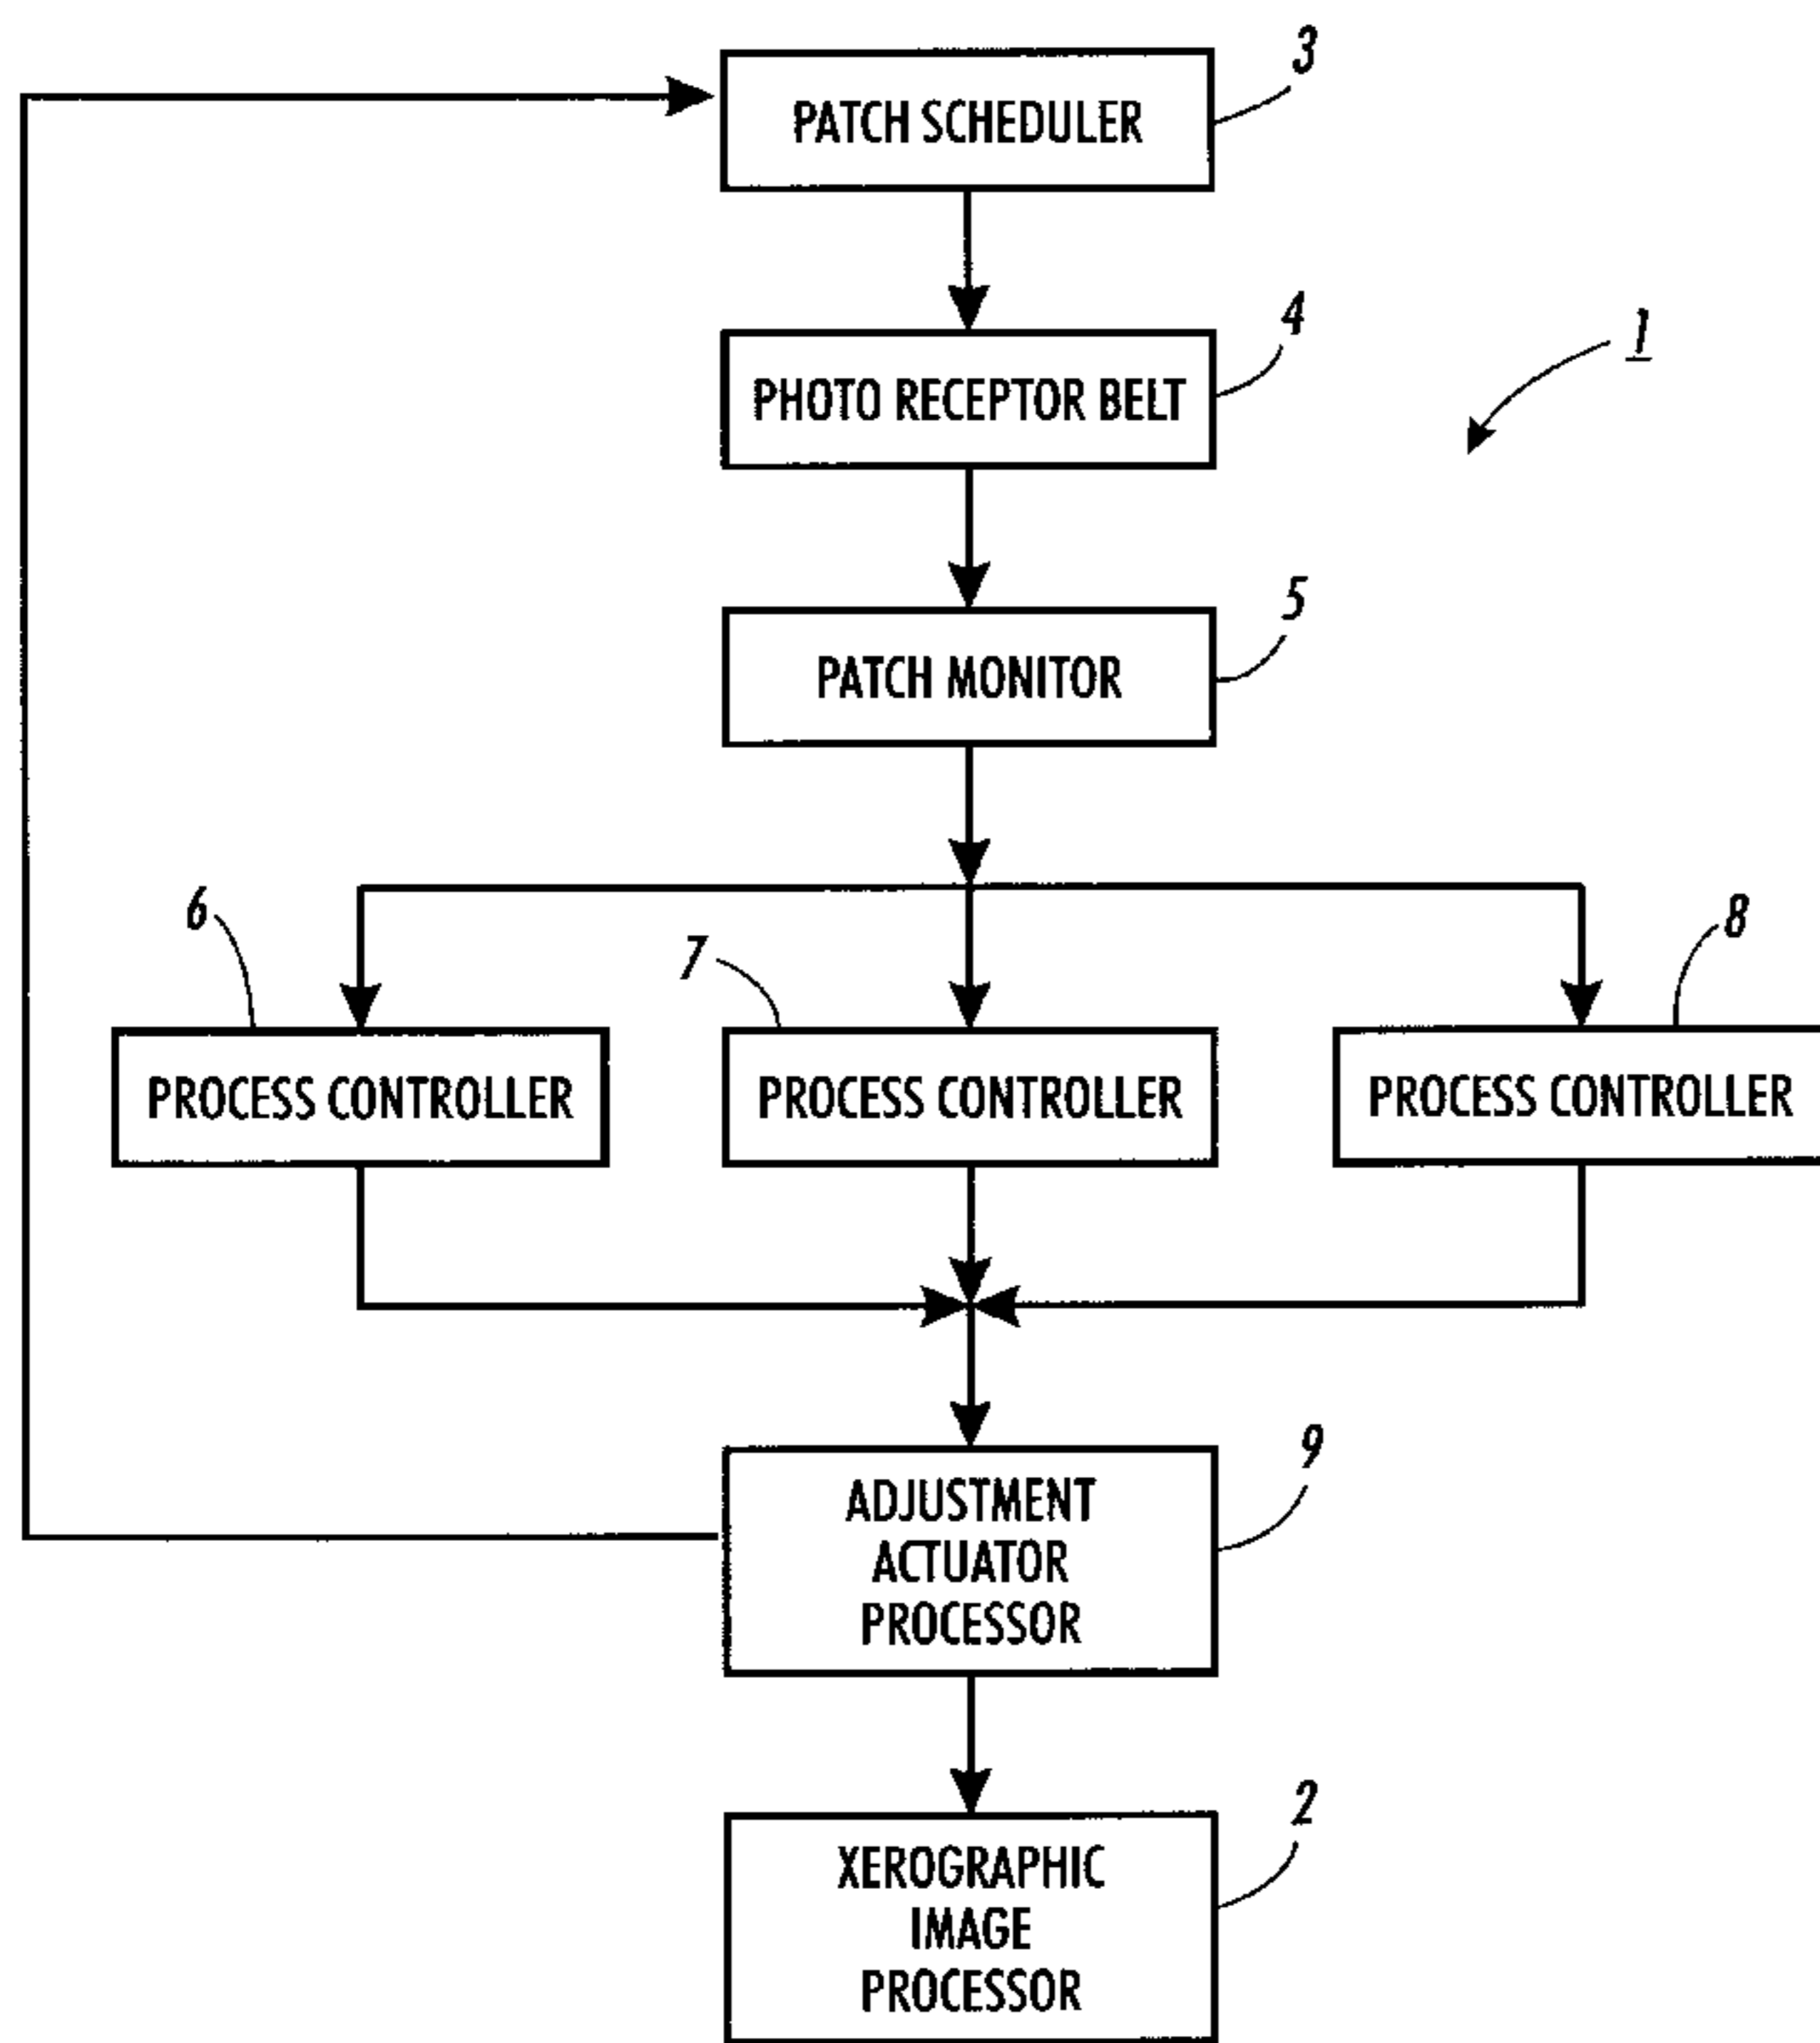 3
PATCH SCHEDULER
4
1
PHOTO RECEPTOR BELT
5
PATCH MONITOR
6
7
8
PROCESS CONTROLLER
PROCESS CONTROLLER
PROCESS CONTROLLER
9
ADJUSTMENT
ACTUATOR
PROCESSOR
2
XEROGRAPHIC
IMAGE
PROCESSOR